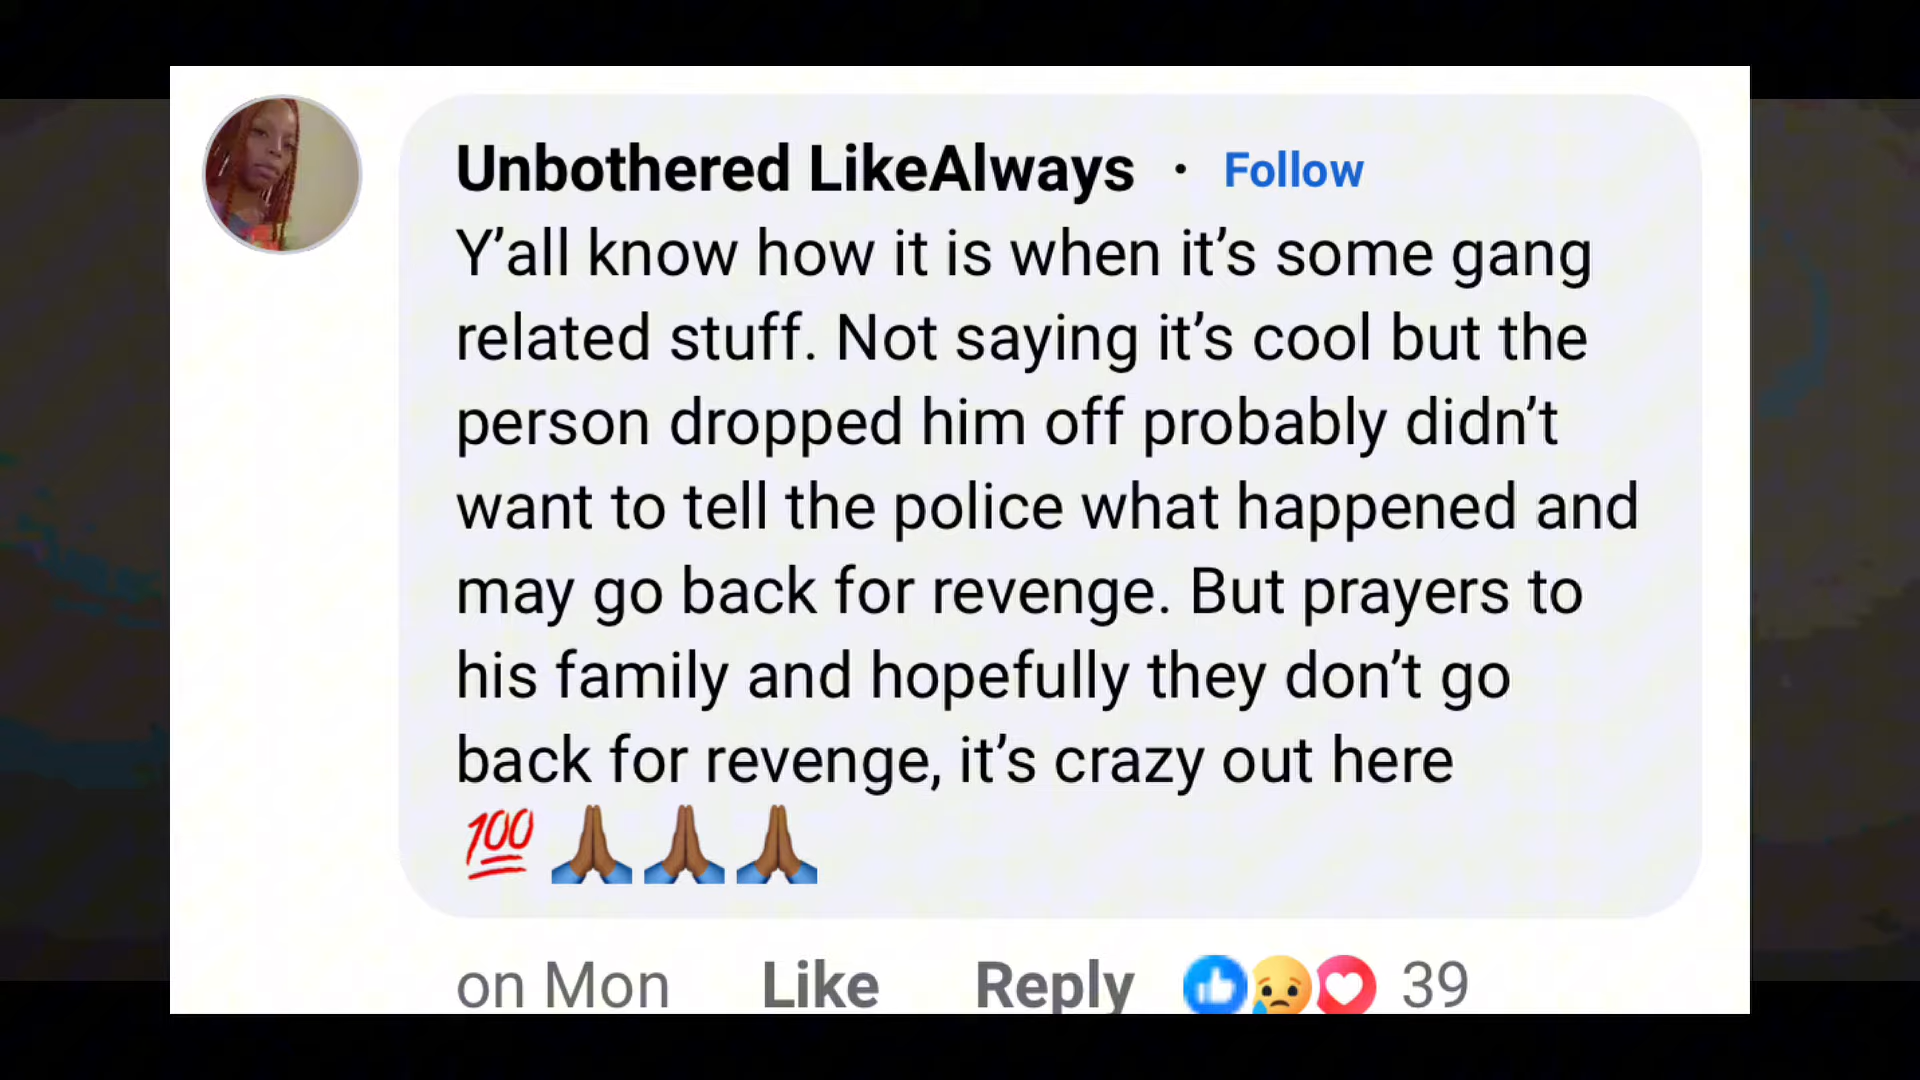 Unbothered LikeAlways · Follow
Y’all know how it is when it’s some gang
related stuff. Not saying it’s cool but the
person dropped him off probably didn’t
want to tell the police what happened and
may go back for revenge. But prayers to
his family and hopefully they don’t go
back for revenge, it’s crazy out here
💯🙏🏾🙏🏾🙏🏾
on Mon Like Reply 39